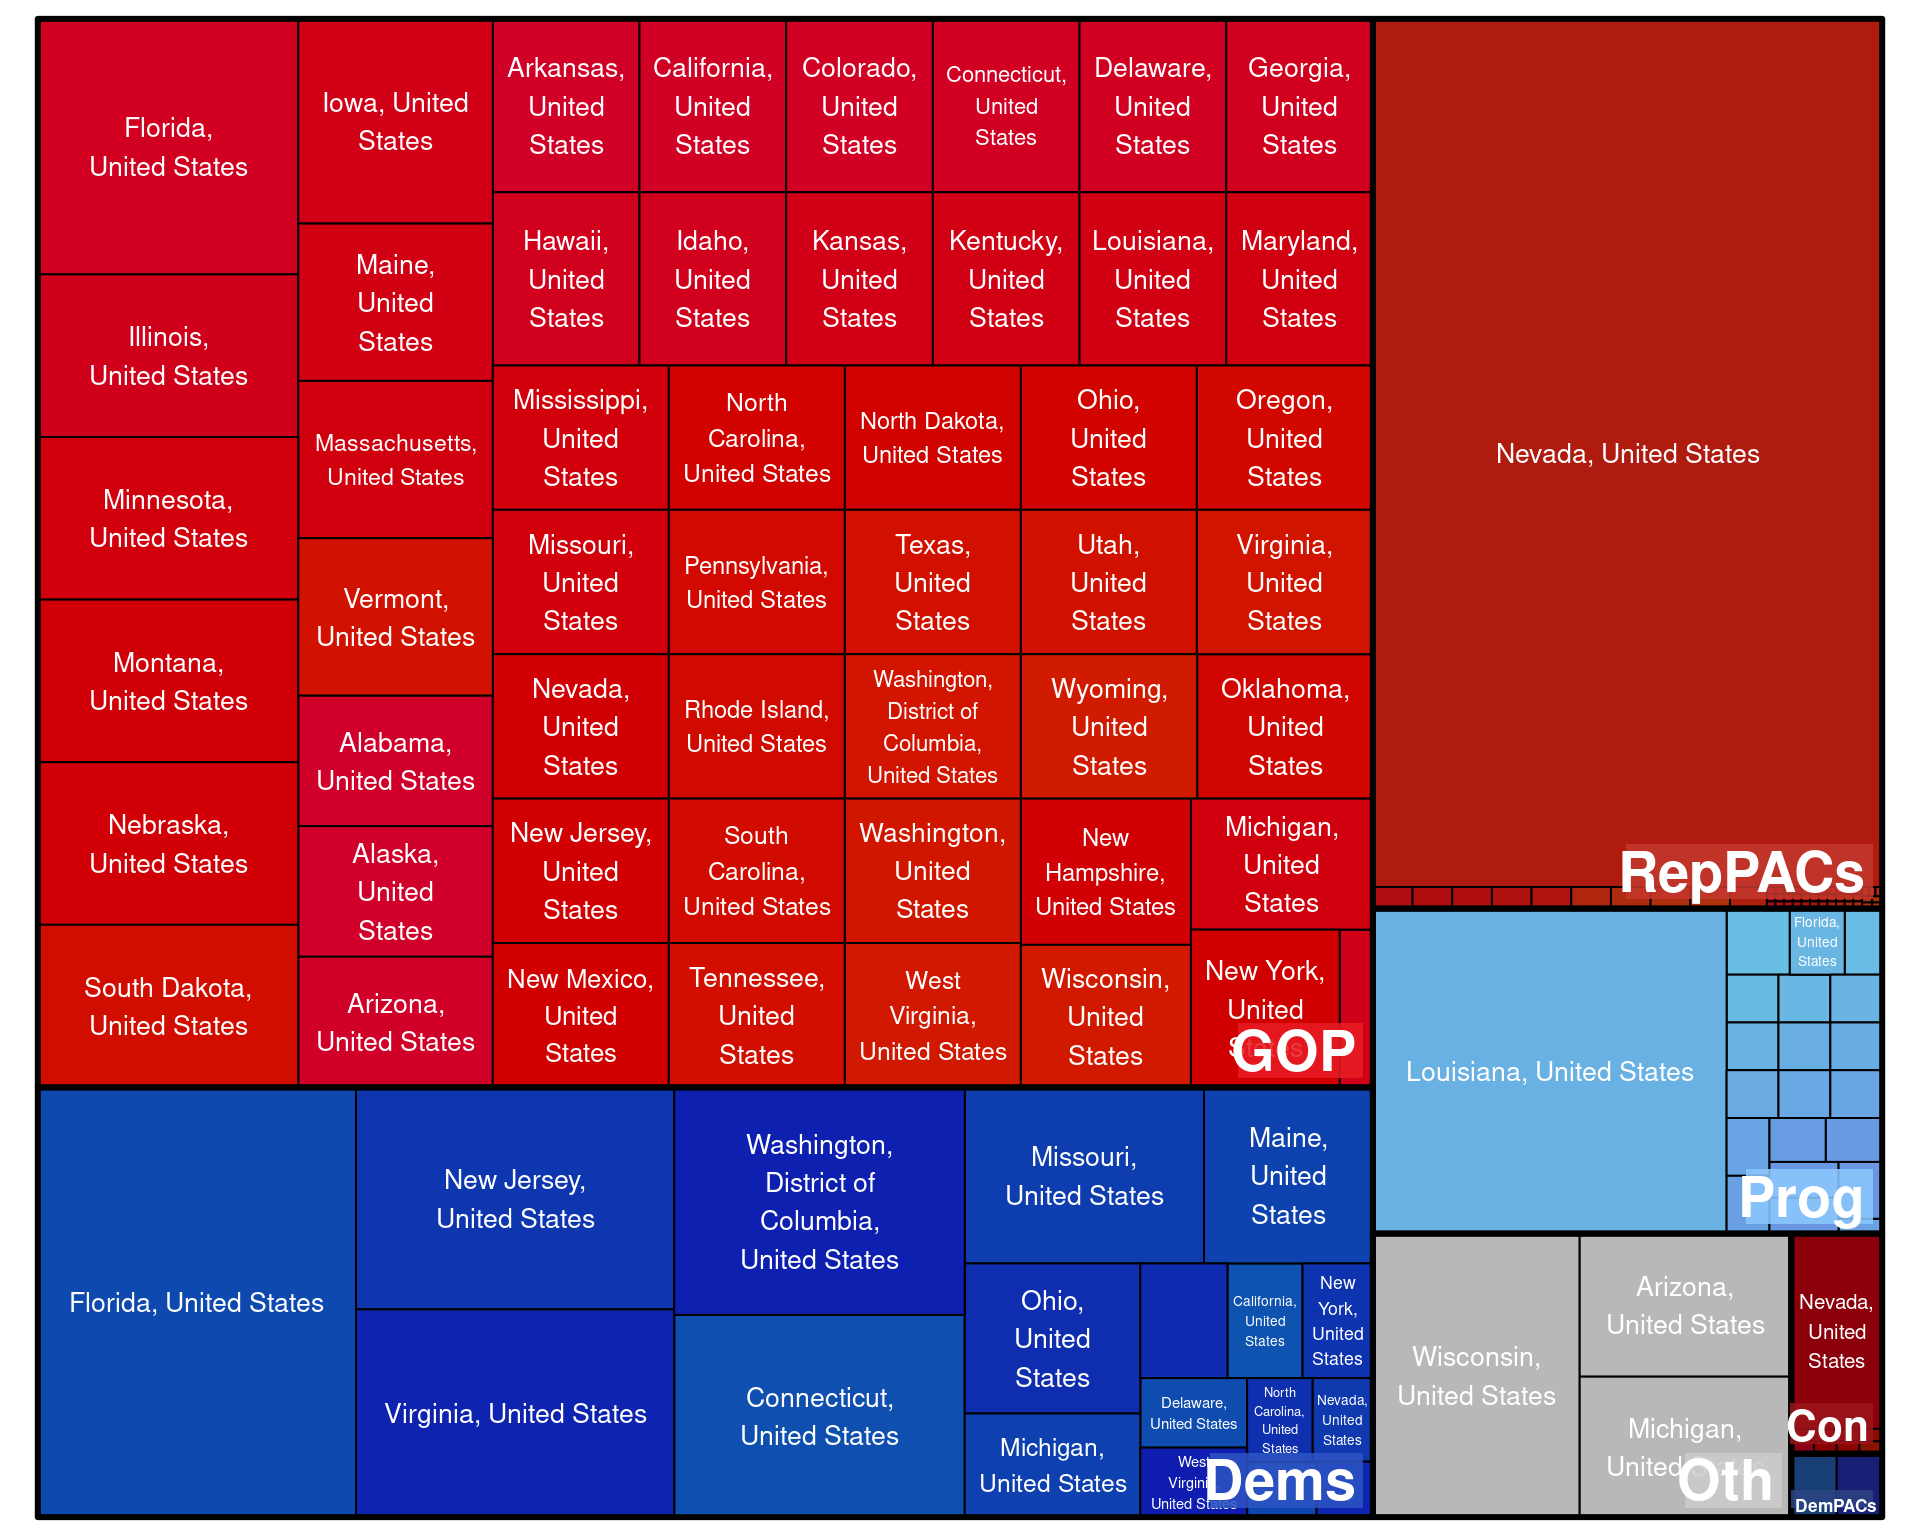 Florida,
United States
Illinois,
United States
Minnesota,
United States
Montana,
United States
Nebraska,
United States
South Dakota,
United States
Iowa, United
States
Maine,
United
States
Massachusetts,
United States
Vermont,
United States
Alabama,
United States
Alaska,
United
States
Arizona,
United States
Arkansas,
United
States
California,
United
States
Colorado,
United
States
Connecticut,
United
States
Delaware,
United
States
Georgia,
United
States
Hawaii,
United
States
Idaho,
United
States
Kansas,
United
States
Kentucky,
United
States
Louisiana,
United
States
Maryland,
United
States
Mississippi,
United
States
North
Carolina,
United States
North Dakota,
United States
Ohio,
United
States
Oregon,
United
States
Missouri,
United
States
Pennsylvania,
United States
Texas,
United
States
Utah,
United
States
Virginia,
United
States
Nevada,
United
States
Rhode Island,
United States
Washington,
District of
Columbia,
United States
Wyoming,
United
States
Oklahoma,
United
States
New Jersey,
United
States
South
Carolina,
United States
Washington,
United
States
New
Hampshire,
United States
Michigan,
United
States
New Mexico,
United
States
Tennessee,
United
States
West
Virginia,
United States
Wisconsin,
United
States
New York,
United
States
GOP
Nevada, United States
RepPACs
Florida, United States
New Jersey,
United States
Virginia, United States
Washington,
District of
Columbia,
United States
Connecticut,
United States
Missouri,
United States
Maine,
United
States
Ohio,
United
States
Michigan,
United States
California,
United
States
New
York,
United
States
Delaware,
United States
North
Carolina,
United
States
Nevada,
United
States
West
Virginia,
United States
Dems
Louisiana, United States
Florida,
United
States
Prog
Wisconsin,
United States
Arizona,
United States
Michigan,
United States
Oth
Nevada,
United
States
Con
DemPACs